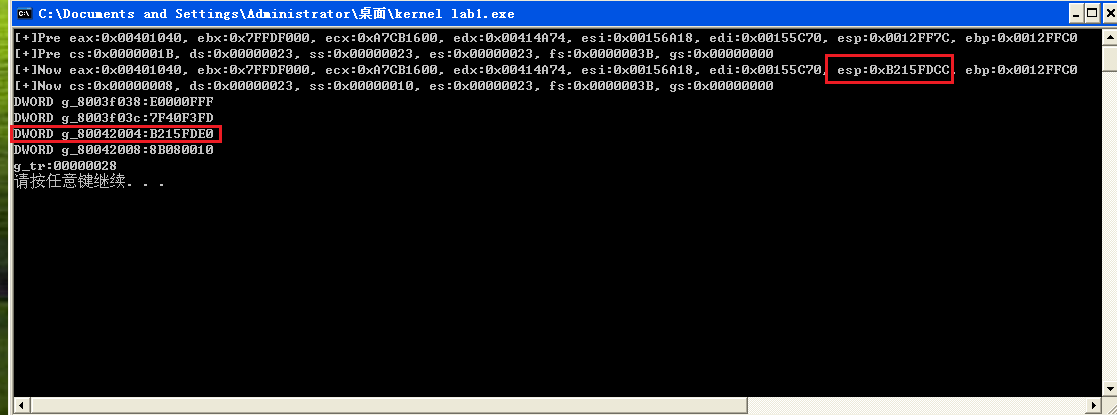 C:\Documents and Settings\Administrator\桌面\kernel lab1.exe
[+]Pre eax:0x00401040, ebx:0x7FFDF000, ecx:0xA7CB1600, edx:0x00414A74, esi:0x00156A18, edi:0x00155C70, esp:0x0012FF7C, ebp:0x0012FFC0
[+]Pre cs:0x0000001B, ds:0x00000023, ss:0x00000023, es:0x00000023, fs:0x0000003B, gs:0x00000000
[+]Now eax:0x00401040, ebx:0x7FFDF000, ecx:0xA7CB1600, edx:0x00414A74, esi:0x00156A18, edi:0x00155C70, esp:0xB215FDCC, ebp:0x0012FFC0
[+]Now cs:0x00000008, ds:0x00000023, ss:0x00000010, es:0x00000023, fs:0x0000003B, gs:0x00000000
DWORD g_8003f038:E0000FFF
DWORD g_8003f03c:7F40F3FD
DWORD g_80042004:B215FDE0
DWORD g_80042008:8B080010
g_tr:00000028
请按任意键继续. . .